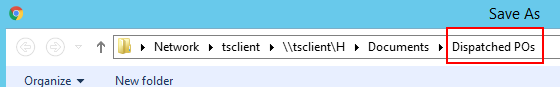 Save As
Network tsclient \\tsclient\H Documents Dispatched POs
Organize New folder